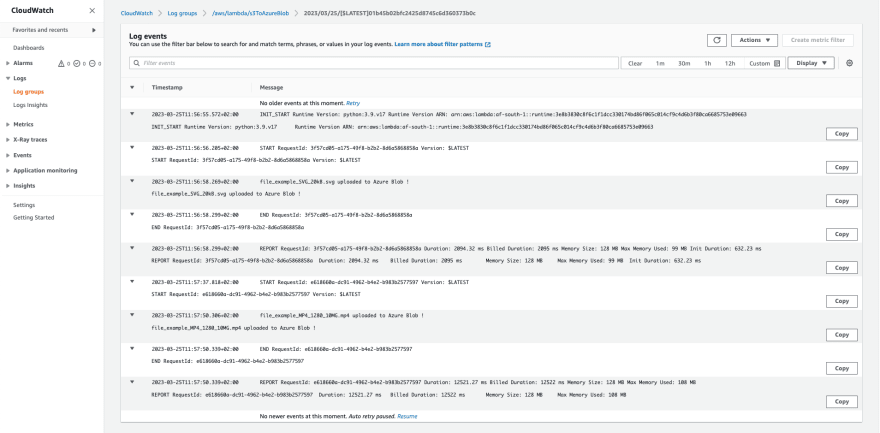 CloudWatch
Favorites and recents
Dashboards
Alarms 0 0 0
Logs
Log groups
Logs Insights
Metrics
X-Ray traces
Events
Application monitoring
Insights
Settings
Getting Started
CloudWatch > Log groups > /aws/lambda/s3ToAzureBlob > 2023/03/25/[$LATEST]01b45b02bfc2425d8745c6d360373b0c
Log events
You can use the filter bar below to search for and match terms, phrases, or values in your log events. Learn more about filter patterns
Actions
Create metric filter
Filter events
Clear 1m 30m 1h 12h Custom Display
Timestamp Message
No older events at this moment. Retry
2023-03-25T11:56:55.572+02:00 INIT_START Runtime Version: python:3.9.v17 Runtime Version ARN: arn:aws:lambda:af-south-1::runtime:
INIT_START Runtime Version: python:3.9.v17 Runtime Version ARN: arn:aws:lambda:af-south-1::runtime:
Copy
2023-03-25T11:56:56.205+02:00 START RequestId: 3f57cd05-a175-49f8-b2b2-8d6a5868858a Version: $LATEST
START RequestId: 3f57cd05-a175-49f8-b2b2-8d6a5868858a Version: $LATEST
Copy
2023-03-25T11:56:58.269+02:00 file_example_SVG_20kB.svg uploaded to Azure Blob !
file_example_SVG_20kB.svg uploaded to Azure Blob !
Copy
2023-03-25T11:56:58.299+02:00 END RequestId: 3f57cd05-a175-49f8-b2b2-8d6a5868858a
END RequestId: 3f57cd05-a175-49f8-b2b2-8d6a5868858a
Copy
2023-03-25T11:56:58.299+02:00 REPORT RequestId: 3f57cd05-a175-49f8-b2b2-8d6a5868858a Duration: 2094.32 ms Billed Duration: 2095 ms Memory Size: 128 MB Max Memory Used: 99 MB Init Duration: 632.23 ms
REPORT RequestId: 3f57cd05-a175-49f8-b2b2-8d6a5868858a Duration: 2094.32 ms Billed Duration: 2095 ms Memory Size: 128 MB Max Memory Used: 99 MB Init Duration: 632.23 ms
Copy
2023-03-25T11:57:37.818+02:00 START RequestId: e618660a-dc91-4962-b4e2-b983b2577597 Version: $LATEST
START RequestId: e618660a-dc91-4962-b4e2-b983b2577597 Version: $LATEST
Copy
2023-03-25T11:57:50.306+02:00 file_example_MP4_1280_10MG.mp4 uploaded to Azure Blob !
file_example_MP4_1280_10MG.mp4 uploaded to Azure Blob !
Copy
2023-03-25T11:57:50.339+02:00 END RequestId: e618660a-dc91-4962-b4e2-b983b2577597
END RequestId: e618660a-dc91-4962-b4e2-b983b2577597
Copy
2023-03-25T11:57:50.339+02:00 REPORT RequestId: e618660a-dc91-4962-b4e2-b983b2577597 Duration: 12521.27 ms Billed Duration: 12522 ms Memory Size: 128 MB Max Memory Used: 108 MB
REPORT RequestId: e618660a-dc91-4962-b4e2-b983b2577597 Duration: 12521.27 ms Billed Duration: 12522 ms Memory Size: 128 MB Max Memory Used: 108 MB
Copy
No newer events at this moment. Auto retry paused. Resume